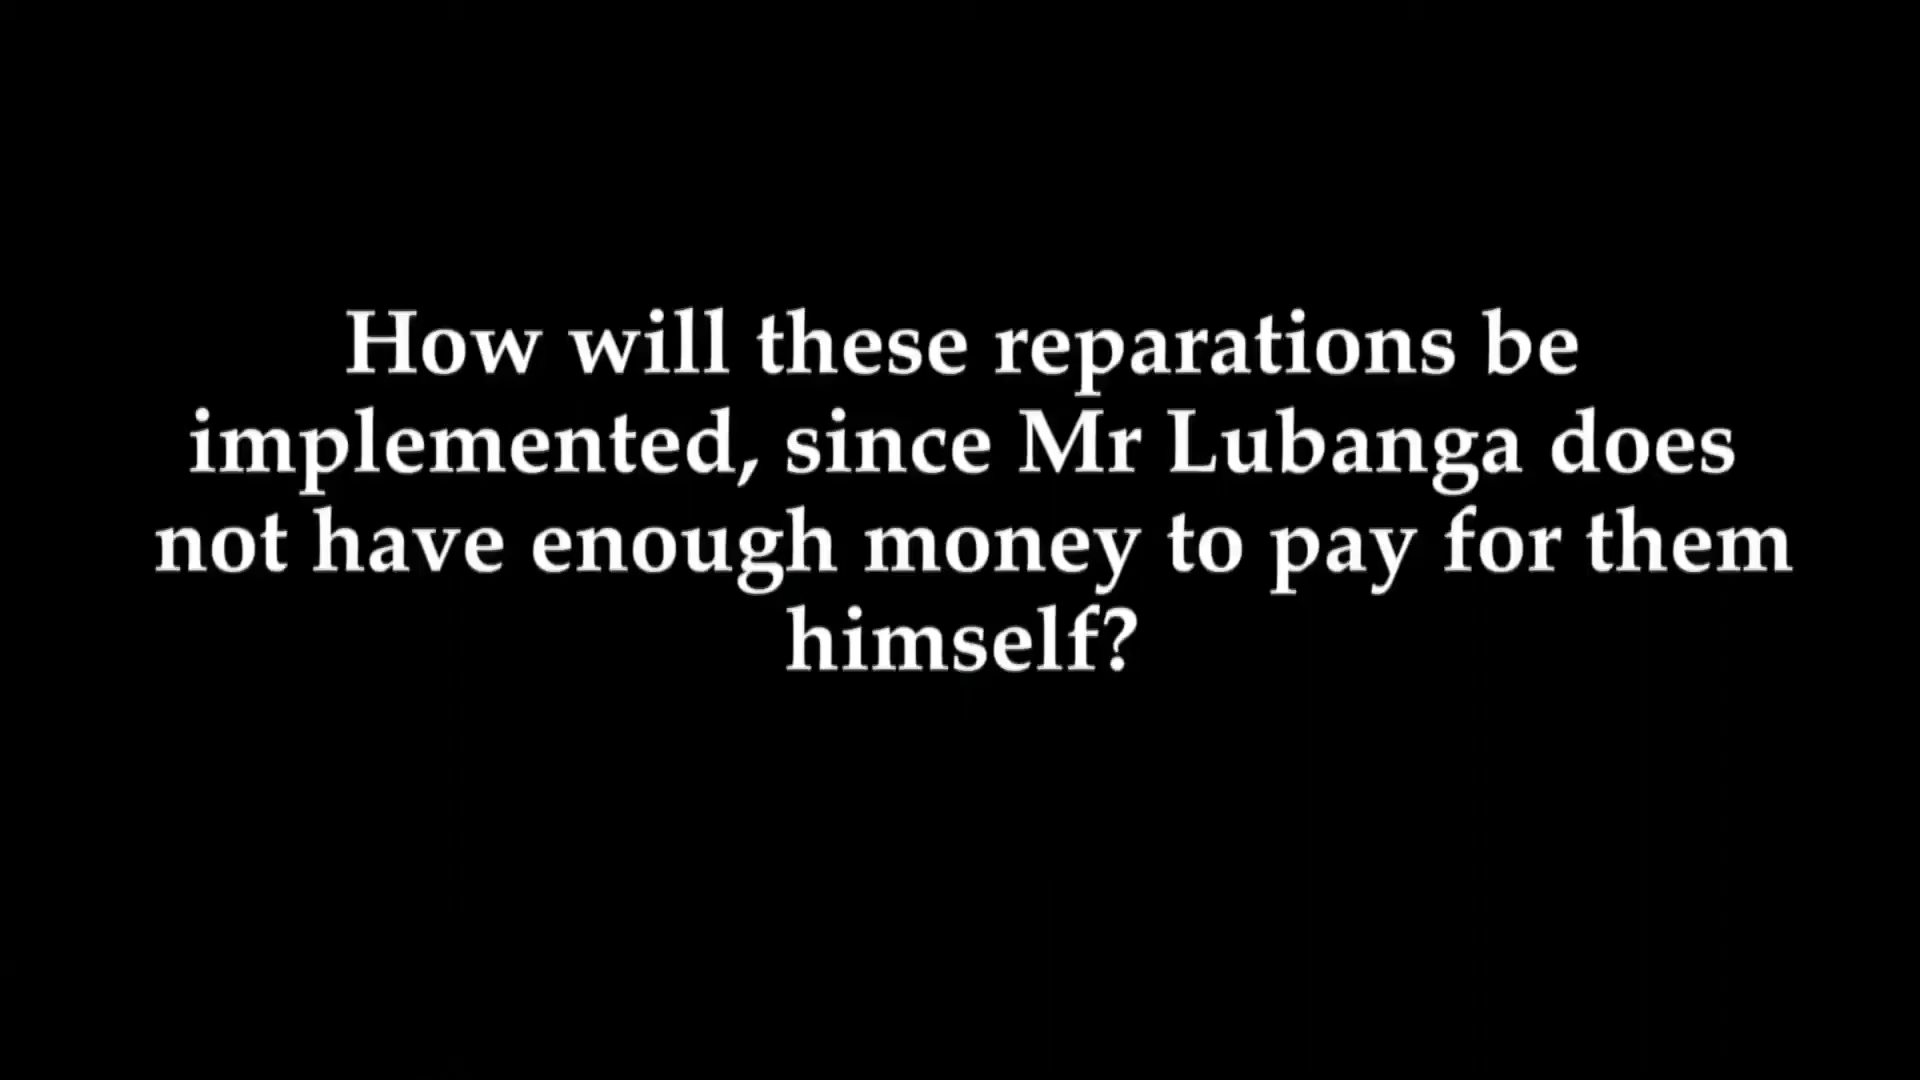 How will these reparations be
implemented, since Mr Lubanga does
not have enough money to pay for them
himself?